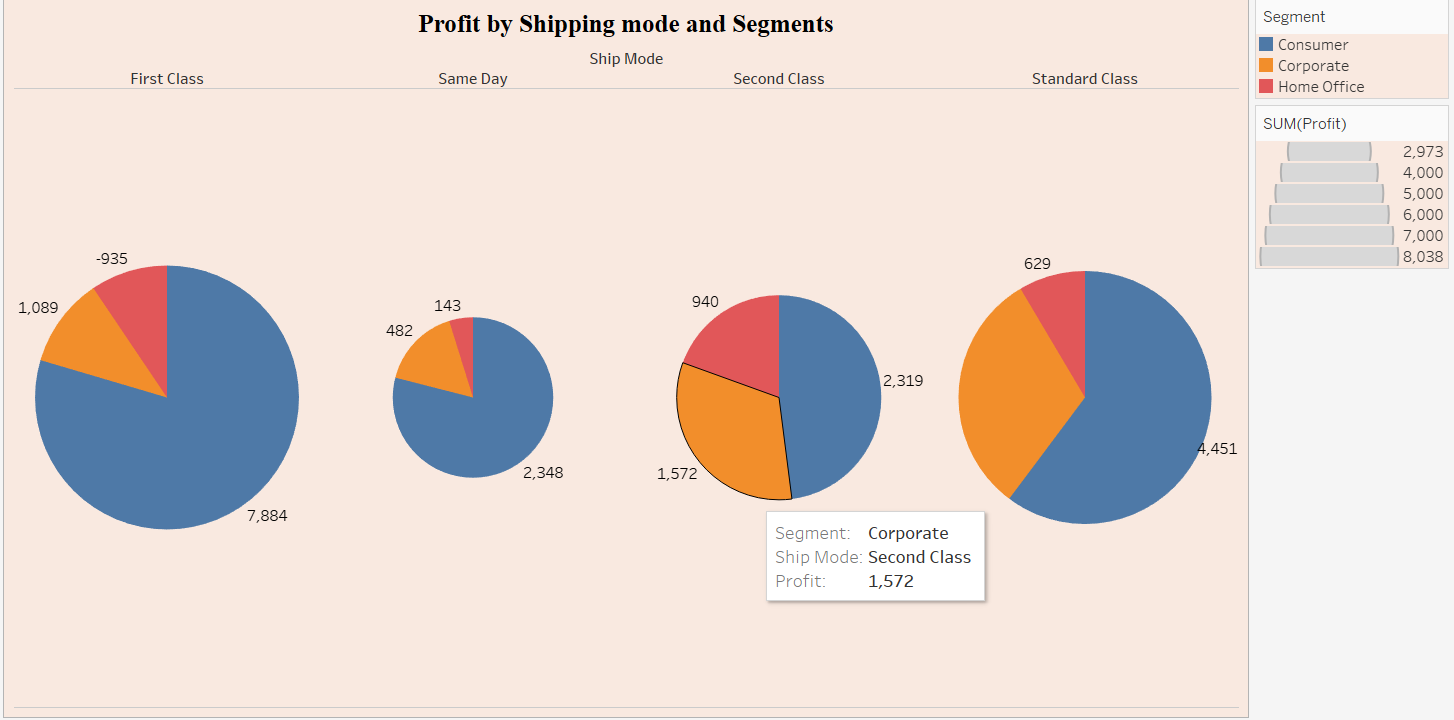 Profit by Shipping mode and Segments
Ship Mode
First Class
Same Day
Second Class
Standard Class
-935
1,089
7,884
143
482
2,348
940
2,319
1,572
629
4,451
Segment: Corporate
Ship Mode: Second Class
Profit: 1,572
Segment
Consumer
Corporate
Home Office
SUM(Profit)
2,973
4,000
5,000
6,000
7,000
8,038